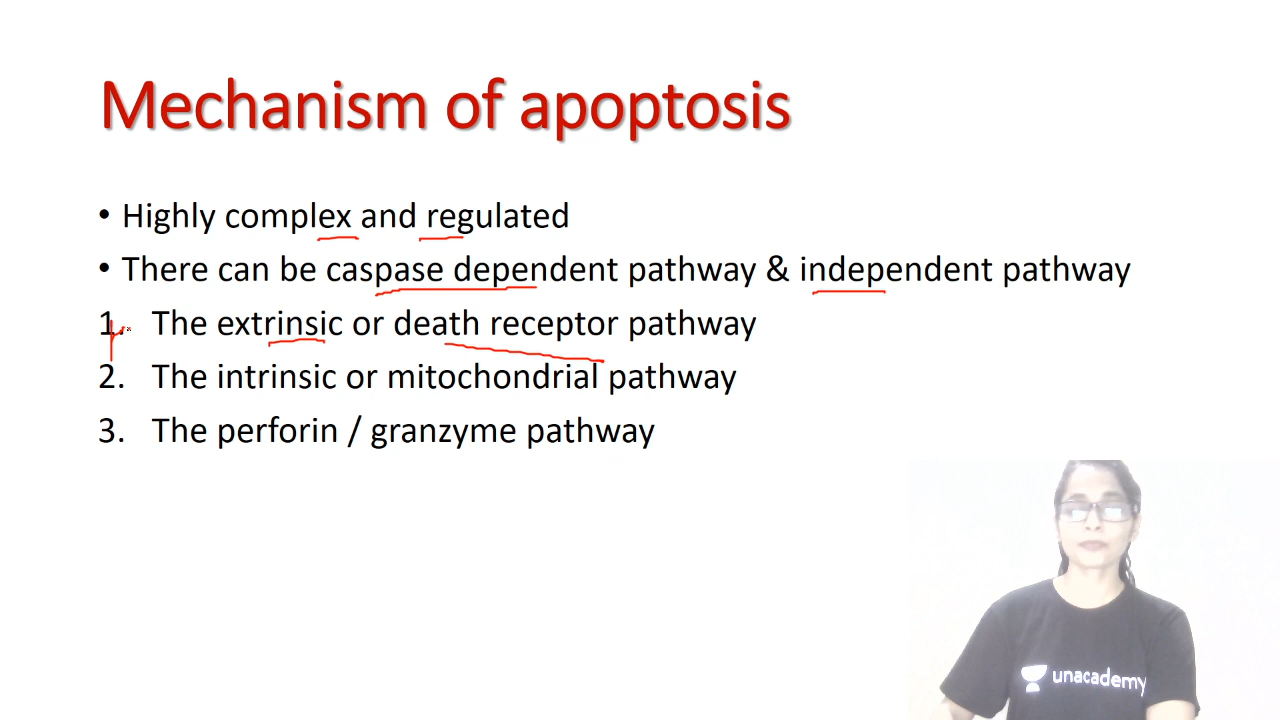 Mechanism of apoptosis
• Highly complex and regulated
• There can be caspase dependent pathway & independent pathway
1. The extrinsic or death receptor pathway
2. The intrinsic or mitochondrial pathway
3. The perforin / granzyme pathway
unacademy